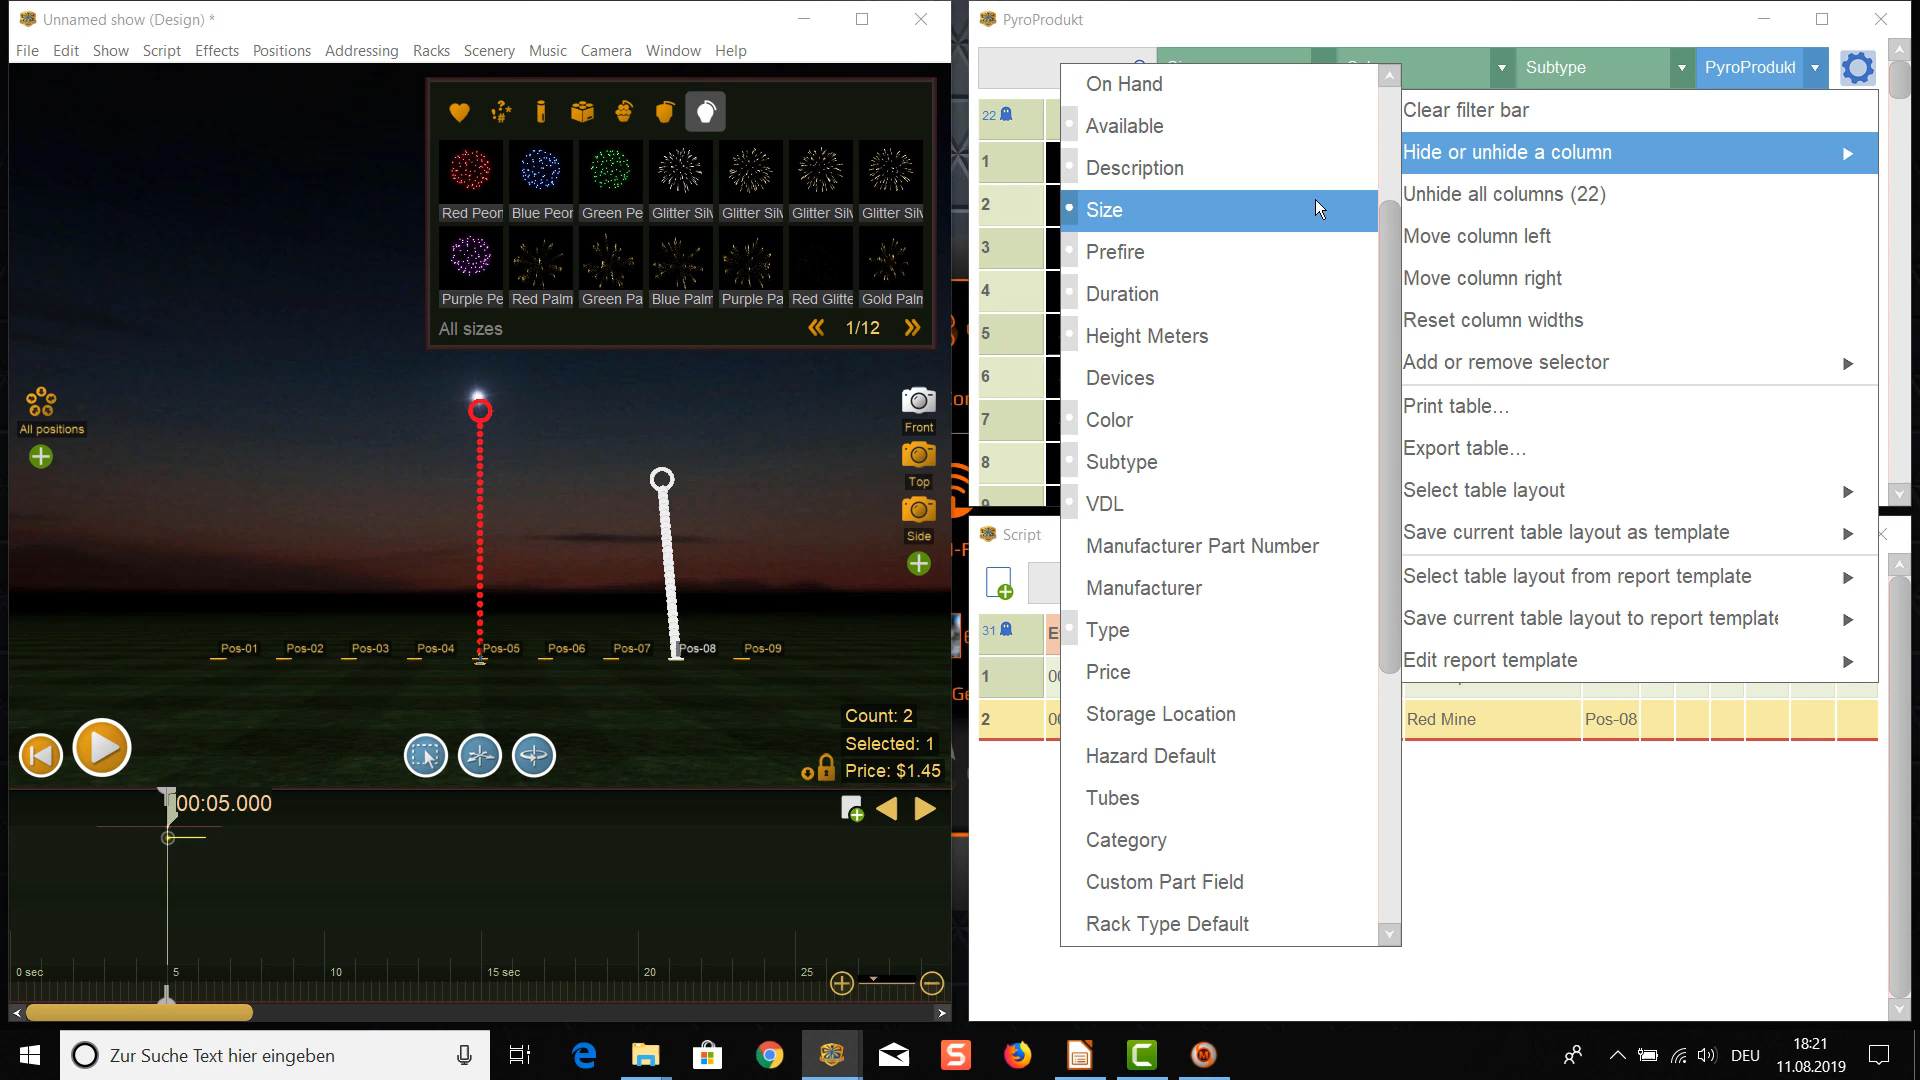 Unnamed show (Design) *
File Edit Show Script Effects Positions Addressing Racks Scenery Music Camera Window Help
Red Peon Blue Peon Green Pe Glitter Silv Glitter Silv Glitter Silv Glitter Silv
Purple Pe Red Palm Green Pa Blue Palm Purple Pa Red Glitte Gold Palm
All sizes
1/12
All positions
Front
Top
Side
Pos-01 Pos-02 Pos-03 Pos-04 Pos-05 Pos-06 Pos-07 Pos-08 Pos-09
Count: 2
Selected: 1
Price: $1.45
00:05.000
0 sec 5 10 15 sec 20 25
PyroProdukt
Subtype PyroProdukt
22
1
2
3
4
5
6
7
8
9
On Hand
Available
Description
Size
Prefire
Duration
Height Meters
Devices
Color
Subtype
VDL
Manufacturer Part Number
Manufacturer
Type
Price
Storage Location
Hazard Default
Tubes
Category
Custom Part Field
Rack Type Default
Clear filter bar
Hide or unhide a column
Unhide all columns (22)
Move column left
Move column right
Reset column widths
Add or remove selector
Print table...
Export table...
Select table layout
Save current table layout as template
Select table layout from report template
Save current table layout to report template
Edit report template
Script
31 E
1 00
2 00 Red Mine Pos-08
Zur Suche Text hier eingeben
DEU
18:21
11.08.2019